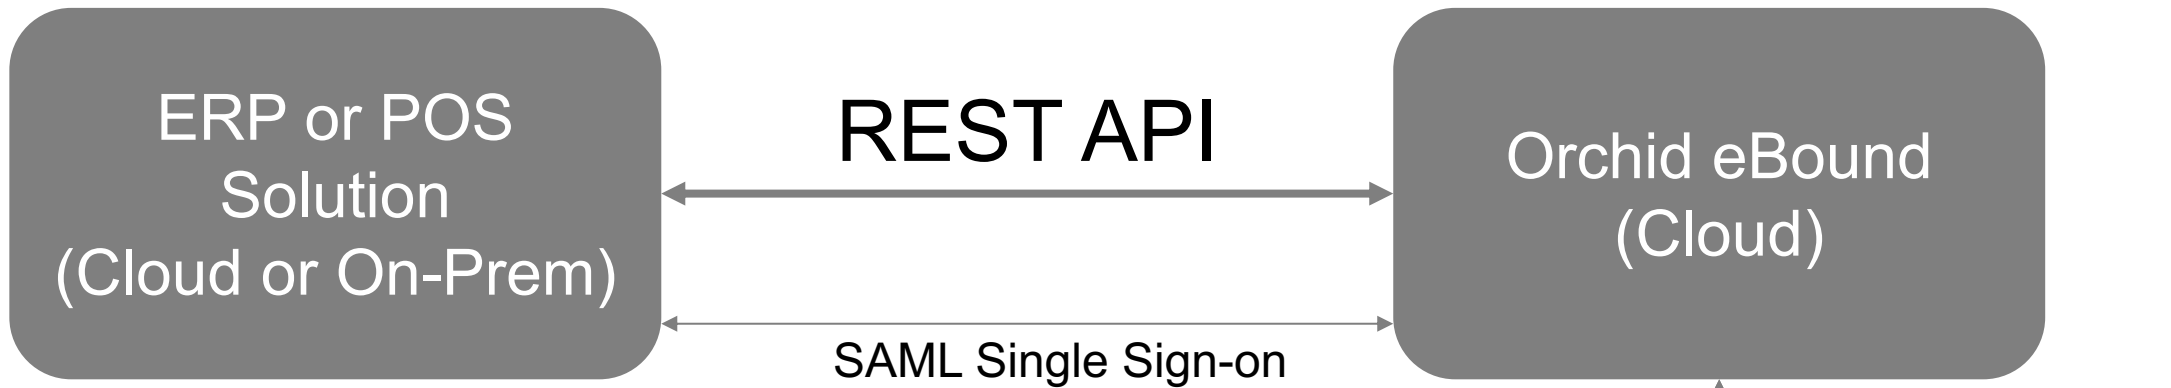 ERP or POS
Solution
(Cloud or On-Prem)
REST API
SAML Single Sign-on
Orchid eBound
(Cloud)